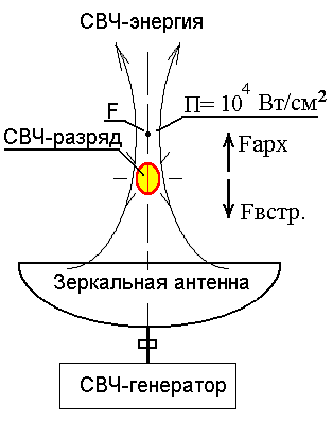 СВЧ-энергия
F
П= 10⁴ Вт/см²
СВЧ-разряд
Fарх
Fвстр.
Зеркальная антенна
СВЧ-генератор